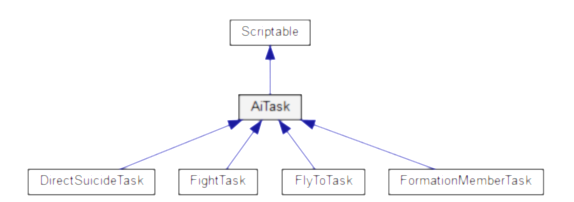 Scriptable
AiTask
DirectSuicideTask
FightTask
FlyToTask
FormationMemberTask